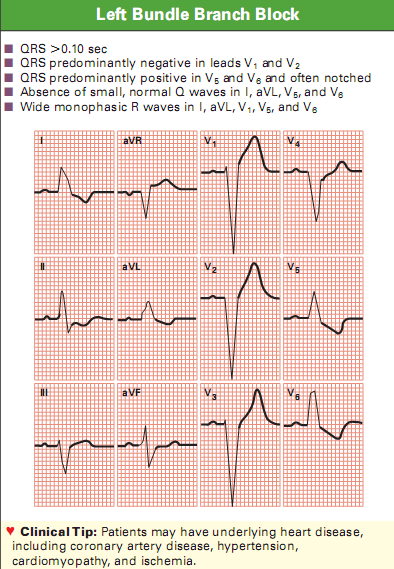 Left Bundle Branch Block
■ QRS >0.10 sec
■ QRS predominantly negative in leads V1 and V2
■ QRS predominantly positive in V5 and V6 and often notched
■ Absence of small, normal Q waves in I, aVL, V5, and V6
■ Wide monophasic R waves in I, aVL, V1, V5, and V6
I aVR V1 V4
II aVL V2 V5
III aVF V3 V6
♥ Clinical Tip: Patients may have underlying heart disease,
including coronary artery disease, hypertension,
cardiomyopathy, and ischemia.